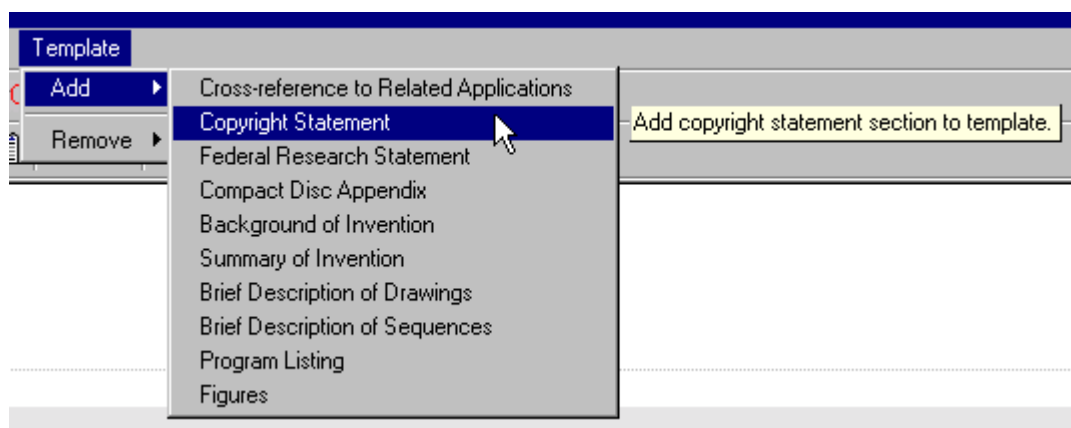 Template
Add
Remove
Cross-reference to Related Applications
Copyright Statement
Federal Research Statement
Compact Disc Appendix
Background of Invention
Summary of Invention
Brief Description of Drawings
Brief Description of Sequences
Program Listing
Figures
Add copyright statement section to template.